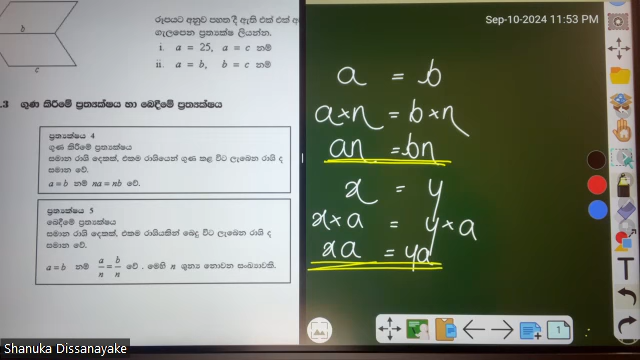 b
c
රූපයට අනුව පහත දී ඇති එක් එක්
ගැලපෙන ප්‍රත්‍යක්ෂ ලියන්න.
i. a = 25, a = c නම්
ii. a = b, b = c නම්
.3 ගුණ කිරීමේ ප්‍රත්‍යක්ෂය හා බෙදීමේ ප්‍රත්‍යක්ෂය
ප්‍රත්‍යක්ෂය 4
ගුණ කිරීමේ ප්‍රත්‍යක්ෂය
සමාන රාශි දෙකක්, එකම රාශියෙන් ගුණ කළ විට ලැබෙන රාශි ද
සමාන වේ.
a = b නම් na = nb වේ.
ප්‍රත්‍යක්ෂය 5
බෙදීමේ ප්‍රත්‍යක්ෂය
සමාන රාශි දෙකක්, එකම රාශියකින් බෙදූ විට ලැබෙන රාශි ද
සමාන වේ.
a = b නම් a/n = b/n වේ. මෙහි n ශුන්‍ය නොවන සංඛ්‍යාවකි.
Sep-10-2024 11:53 PM
a = b
a×n = b×n
an = bn
x = y
x×a = y×a
xa = ya
1
Shanuka Dissanayake